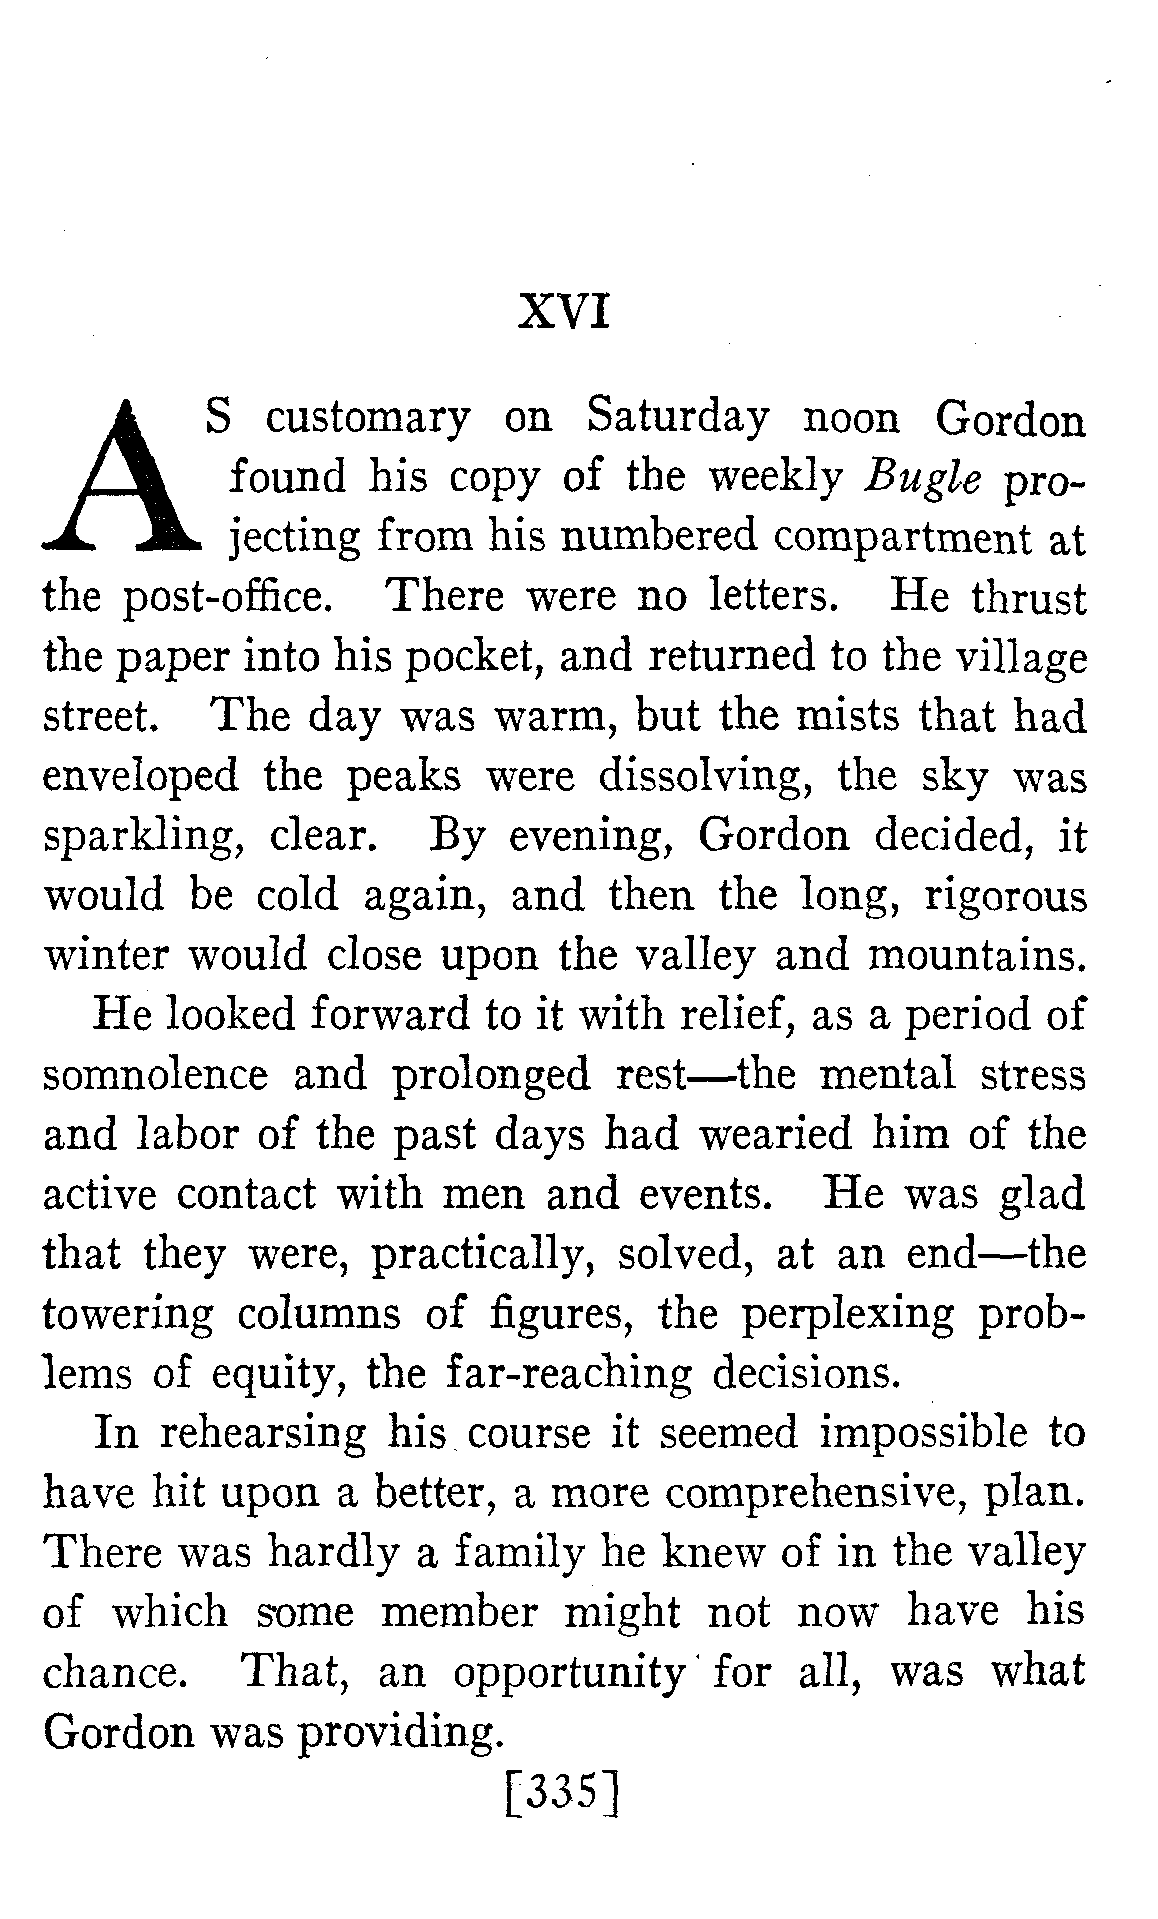 XVI
AS customary on Saturday noon Gordon
found his copy of the weekly Bugle pro-
jecting from his numbered compartment at
the post-office. There were no letters. He thrust
the paper into his pocket, and returned to the village
street. The day was warm, but the mists that had
enveloped the peaks were dissolving, the sky was
sparkling, clear. By evening, Gordon decided, it
would be cold again, and then the long, rigorous
winter would close upon the valley and mountains.
He looked forward to it with relief, as a period of
somnolence and prolonged rest—the mental stress
and labor of the past days had wearied him of the
active contact with men and events. He was glad
that they were, practically, solved, at an end—the
towering columns of figures, the perplexing prob-
lems of equity, the far-reaching decisions.
In rehearsing his course it seemed impossible to
have hit upon a better, a more comprehensive, plan.
There was hardly a family he knew of in the valley
of which some member might not now have his
chance. That, an opportunity for all, was what
Gordon was providing.
[335]